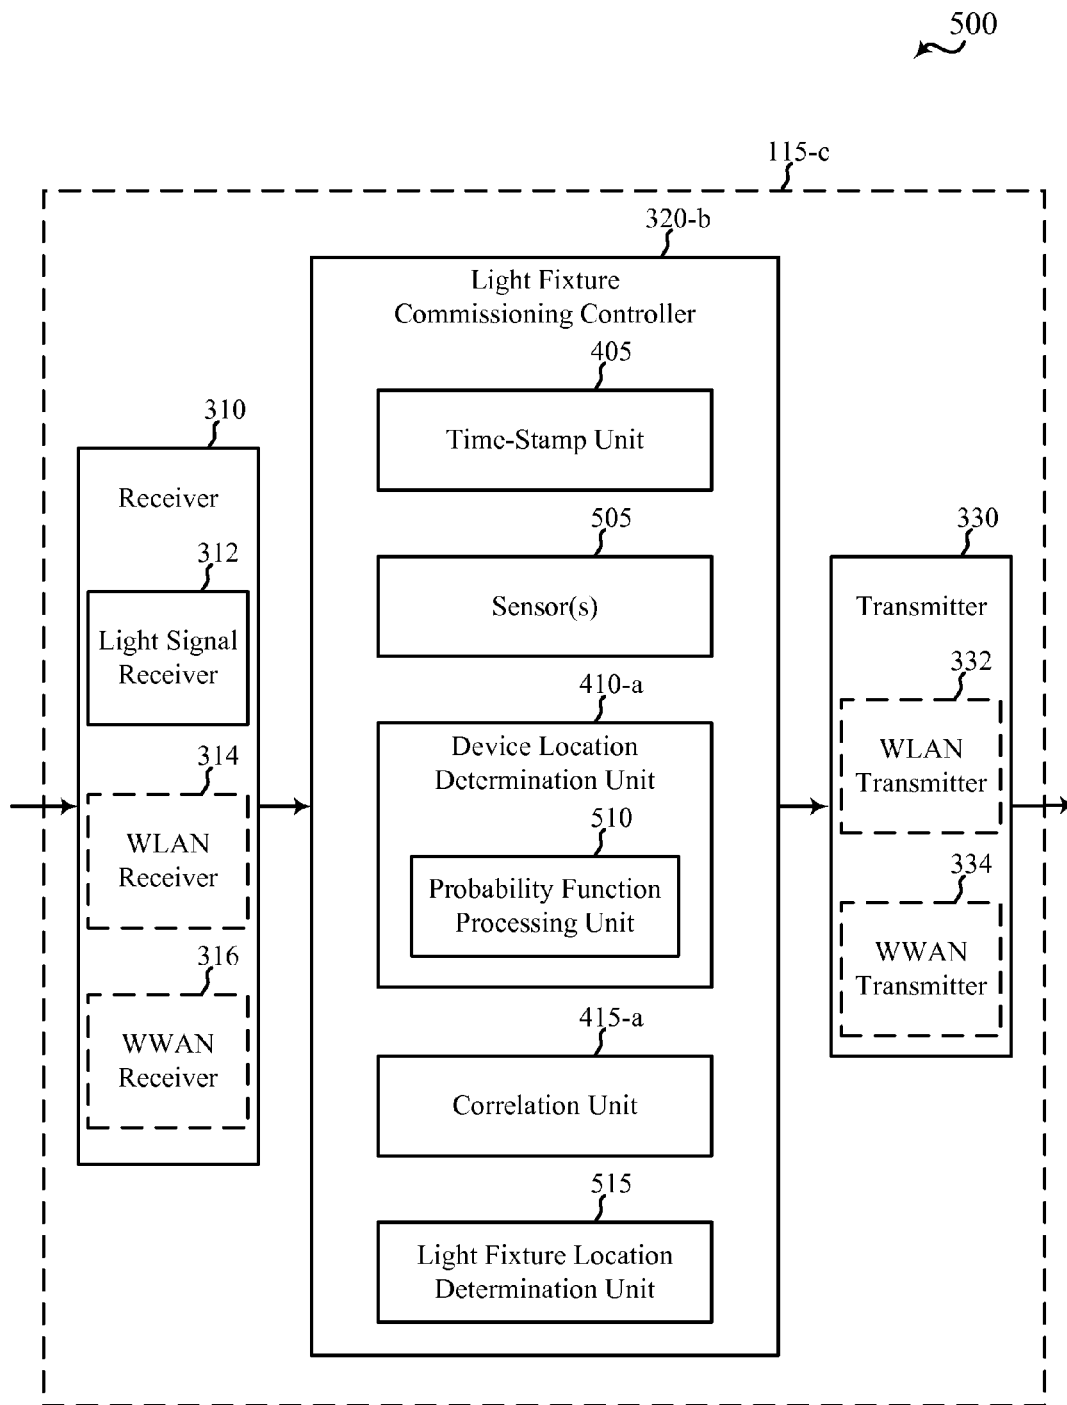 500
115-c
320-b
Light Fixture
Commissioning Controller
405
Time-Stamp Unit
310
Receiver
505
Sensor(s)
330
Transmitter
312
Light Signal
Receiver
332
WLAN
Transmitter
410-a
Device Location
Determination Unit
314
WLAN
Receiver
510
Probability Function
Processing Unit
334
WWAN
Transmitter
316
WWAN
Receiver
415-a
Correlation Unit
515
Light Fixture Location
Determination Unit